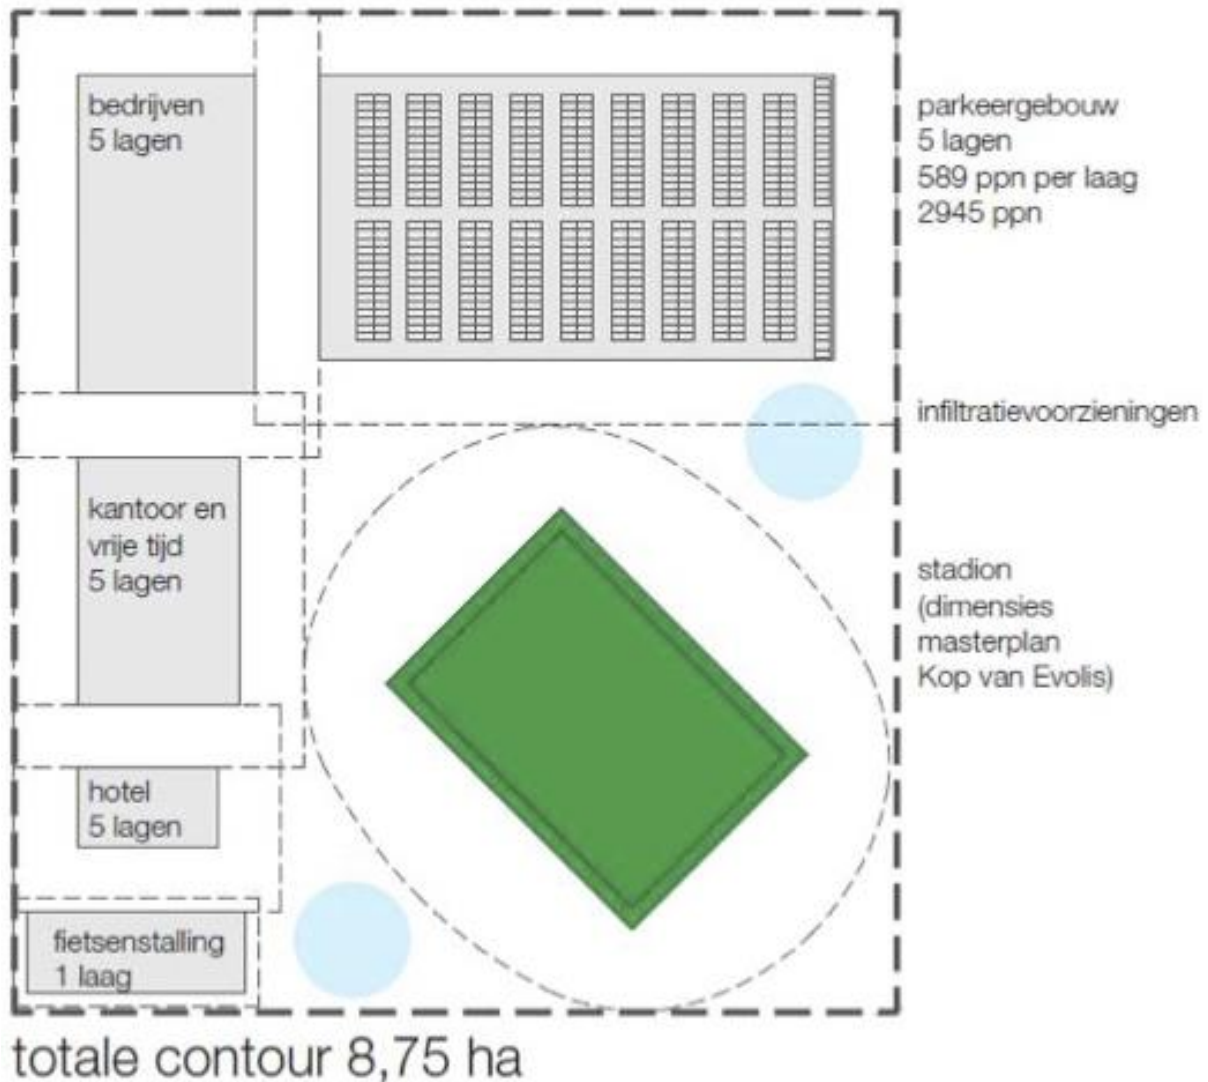 bedrijven
5 lagen
parkeergebouw
5 lagen
589 ppn per laag
2945 ppn
infiltratievoorzieningen
kantoor en
vrije tijd
5 lagen
stadion
(dimensies
masterplan
Kop van Evolis)
hotel
5 lagen
fietsenstalling
1 laag
totale contour 8,75 ha